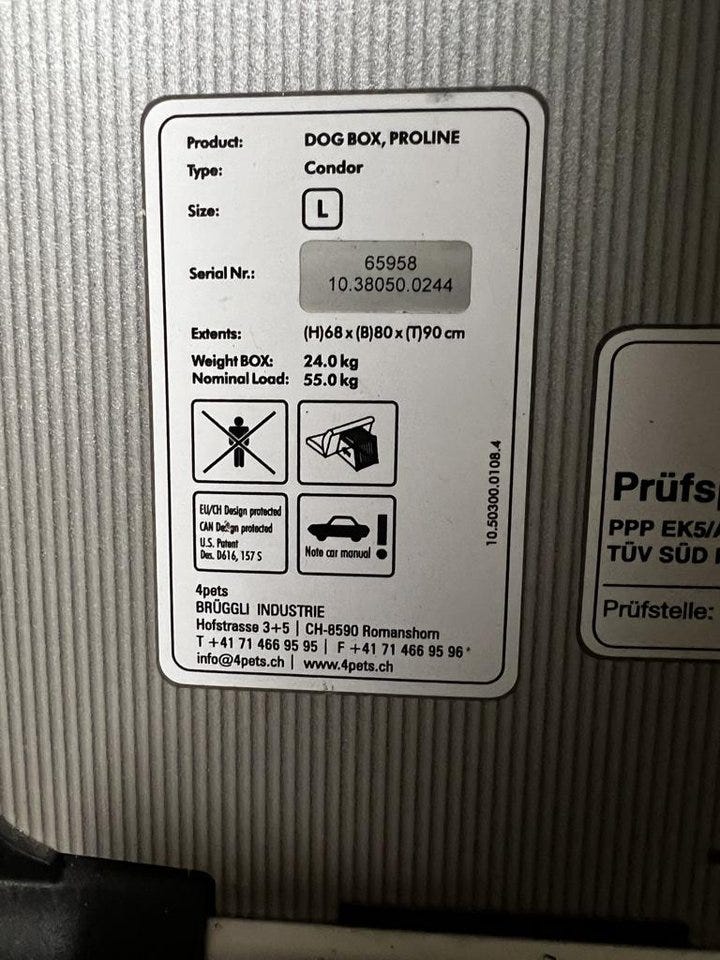 Product: DOG BOX, PROLINE
Type: Condor
Size: L
Serial Nr.: 65958
10.38050.0244
Extents: (H)68 x (B)80 x (T)90 cm
Weight BOX: 24.0 kg
Nominal Load: 55.0 kg
EU/CH Design protected
CAN Design protected
U.S. Patent
Des. D616, 157 S
Note car manual !
10.50300.0108.4
4pets
BRÜGGLI INDUSTRIE
Hofstrasse 3+5 | CH-8590 Romanshorn
T +41 71 466 95 95 | F +41 71 466 95 96
info@4pets.ch | www.4pets.ch
PPP EK5/
TÜV SÜD
Prüfstelle: